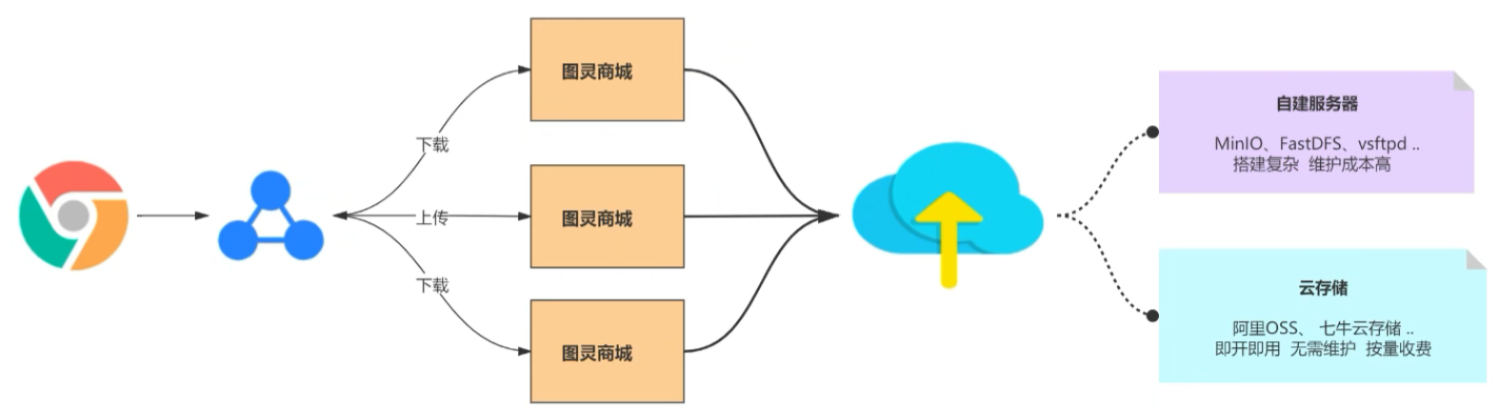 图灵商城
下载
上传
图灵商城
下载
图灵商城
自建服务器
MinIO、FastDFS、vsftpd ..
搭建复杂 维护成本高
云存储
阿里OSS、 七牛云存储 ..
即开即用 无需维护 按量收费